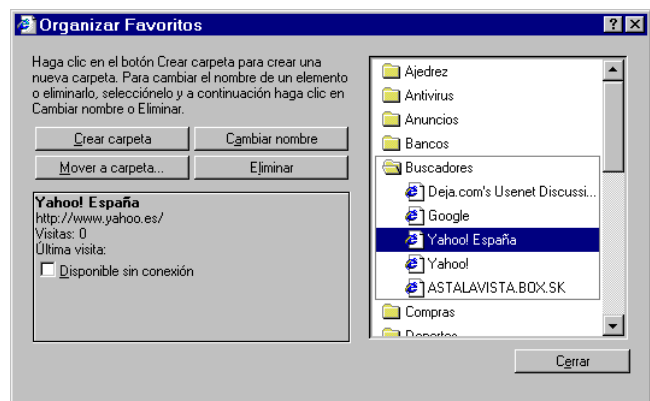 Organizar Favoritos
Haga clic en el botón Crear carpeta para crear una
nueva carpeta. Para cambiar el nombre de un elemento
o eliminarlo, selecciónelo y a continuación haga clic en
Cambiar nombre o Eliminar.
Crear carpeta
Cambiar nombre
Mover a carpeta...
Eliminar
Yahoo! España
http://www.yahoo.es/
Visitas: 0
Última visita:
Disponible sin conexión
Ajedrez
Antivirus
Anuncios
Bancos
Buscadores
Deja.com's Usenet Discussi...
Google
Yahoo! España
Yahoo!
ASTALAVISTA.BOX.SK
Compras
Deportes
Cerrar